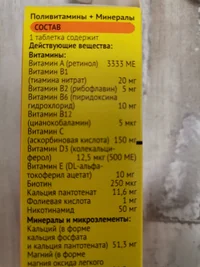 Поливитамины + Минералы
СОСТАВ
1 таблетка содержит
Действующие вещества:
Витамины:
Витамин А (ретинол) 3333 МЕ
Витамин В1
(тиамина нитрат) 20 мг
Витамин В2 (рибофлавин) 5 мг
Витамин В6 (пиридоксина
гидрохлорид) 10 мг
Витамин В12
(цианокобаламин) 5 мкг
Витамин С
(аскорбиновая кислота) 150 мг
Витамин D3 (колекальци-
ферол) 12,5 мкг (500 МЕ)
Витамин Е (DL-альфа-
токоферил ацетат) 10 мг
Биотин 250 мкг
Кальция пантотенат 11,6 мг
Фолиевая кислота 1 мг
Никотинамид 50 мг
Минералы и микроэлементы:
Кальций (в форме
кальция фосфата
и кальция пантотената) 51,3 мг
Магний (в форме
магния оксида легкого